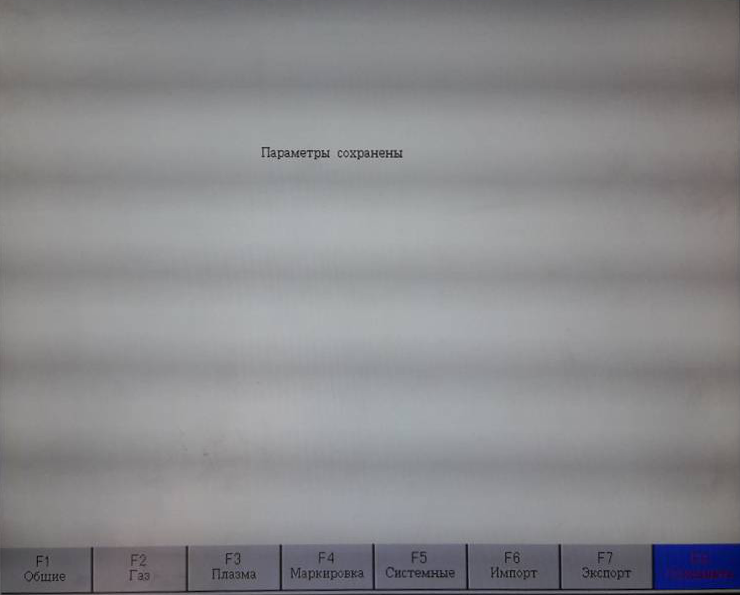 Параметры сохранены
F1 F2 F3 F4 F5 F6 F7
Общие Газ Плазма Маркировка Системные Импорт Экспорт